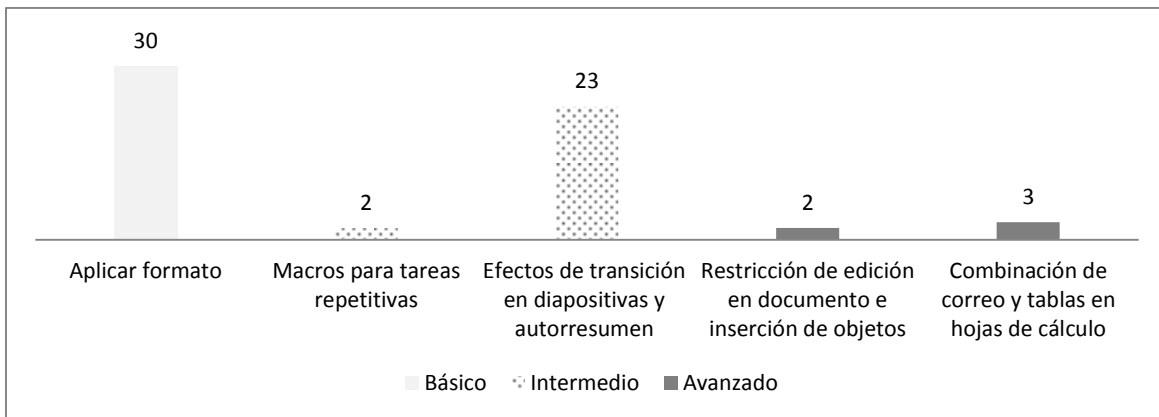 30
2
23
2
3
Aplicar formato
Macros para tareas
repetitivas
Efectos de transición
en diapositivas y
autorresumen
Restricción de edición
en documento e
inserción de objetos
Combinación de
correo y tablas en
hojas de cálculo
Básico
Intermedio
Avanzado